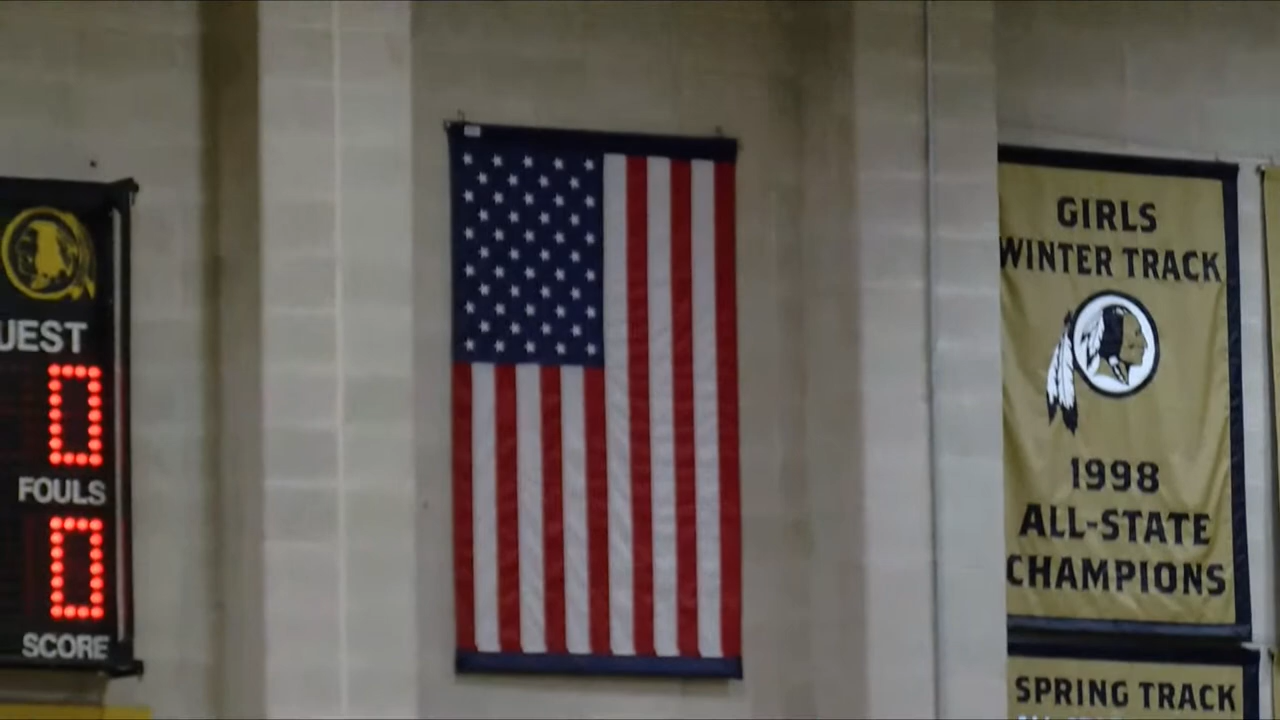 UEST
0
FOULS
0
SCORE
GIRLS
WINTER TRACK
1998
ALL-STATE
CHAMPIONS
SPRING TRACK